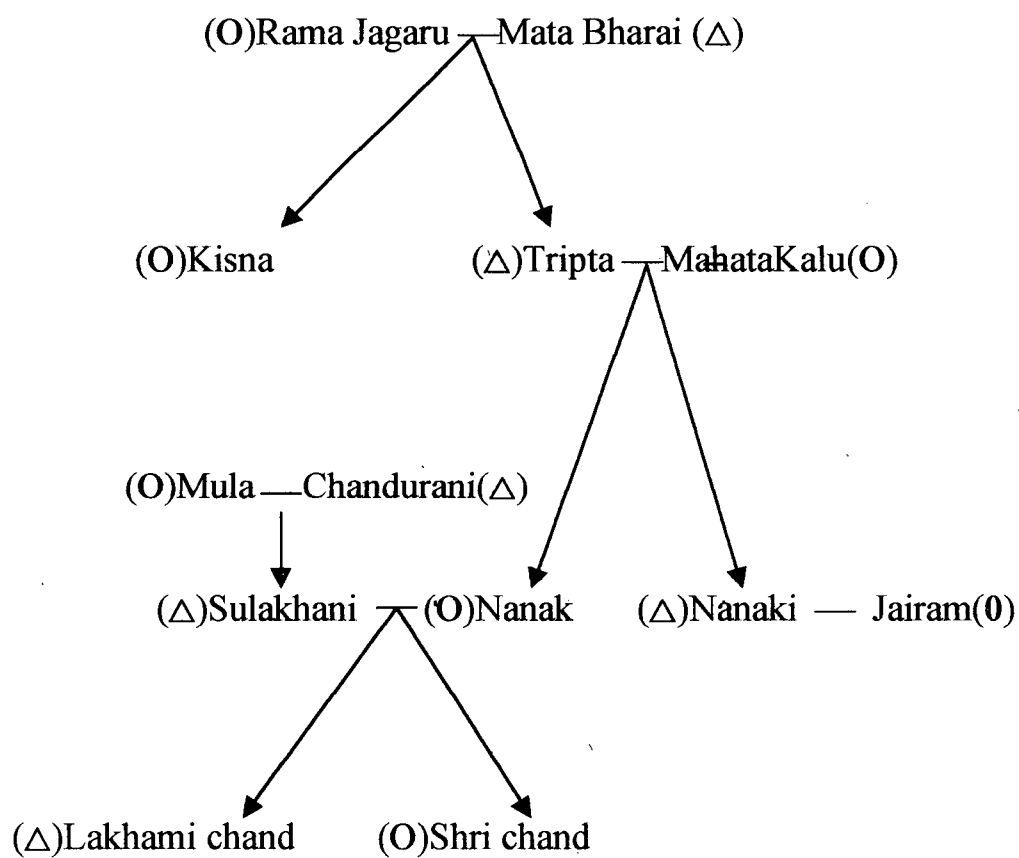 (O)Rama Jagaru — Mata Bharai (△)
(O)Kisna (△)Tripta — MahataKalu(O)
(O)Mula — Chandurani(△)
(△)Sulakhani — (O)Nanak (△)Nanaki — Jairam(0)
(△)Lakhami chand (O)Shri chand